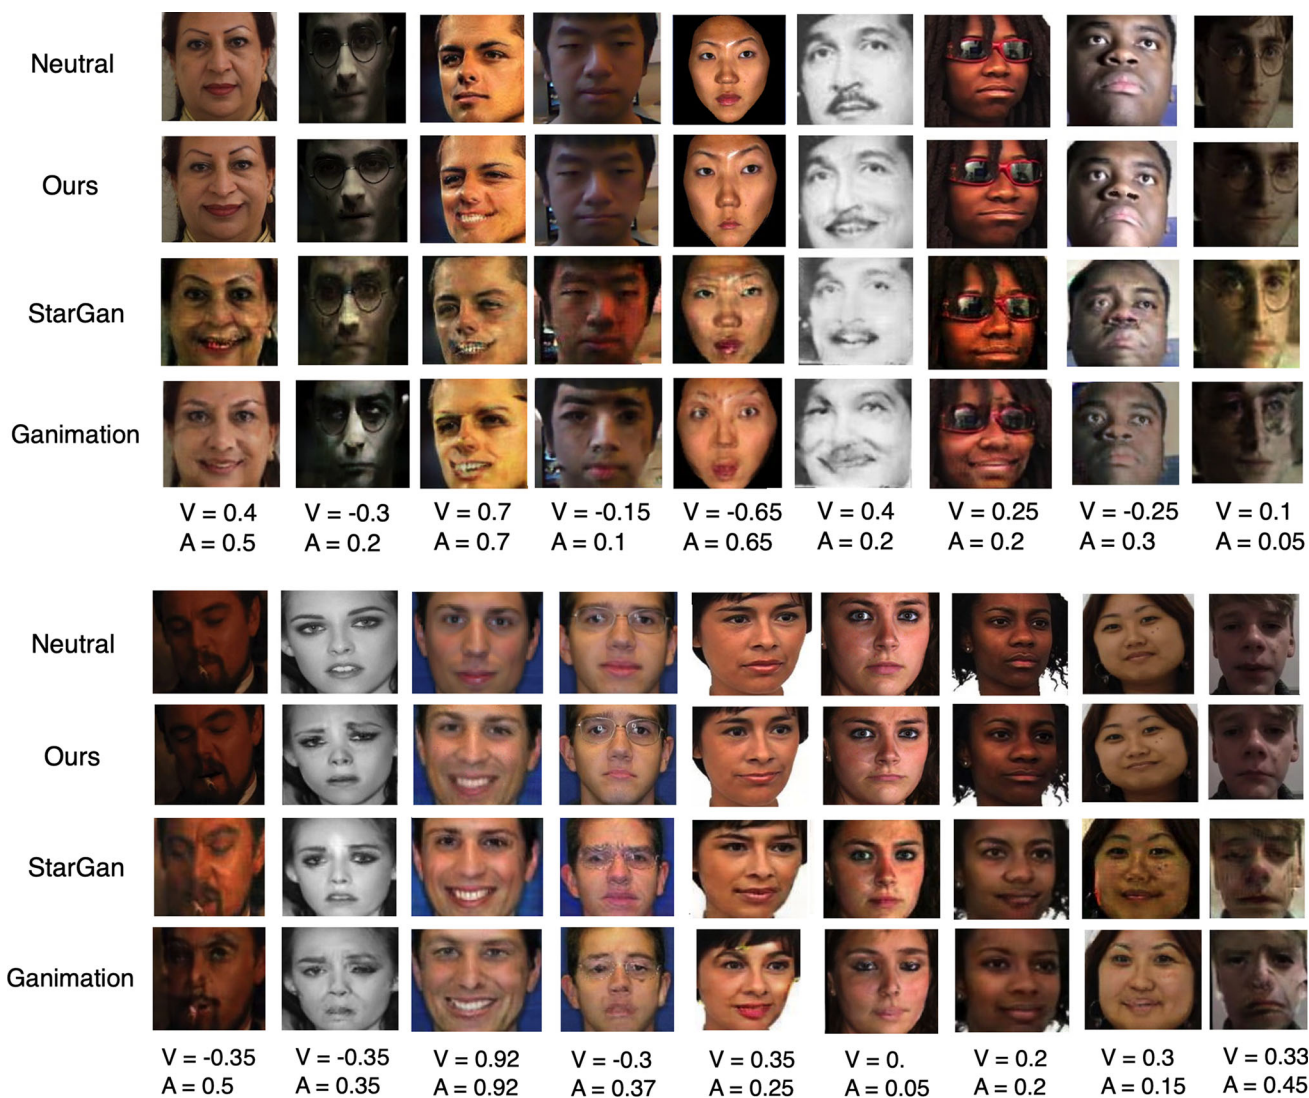 Neutral
Ours
StarGan
Ganimation
V = 0.4 V = -0.3 V = 0.7 V = -0.15 V = -0.65 V = 0.4 V = 0.25 V = -0.25 V = 0.1
A = 0.5 A = 0.2 A = 0.7 A = 0.1 A = 0.65 A = 0.2 A = 0.2 A = 0.3 A = 0.05
Neutral
Ours
StarGan
Ganimation
V = -0.35 V = -0.35 V = 0.92 V = -0.3 V = 0.35 V = 0. V = 0.2 V = 0.3 V = 0.33
A = 0.5 A = 0.35 A = 0.92 A = 0.37 A = 0.25 A = 0.05 A = 0.2 A = 0.15 A = 0.45